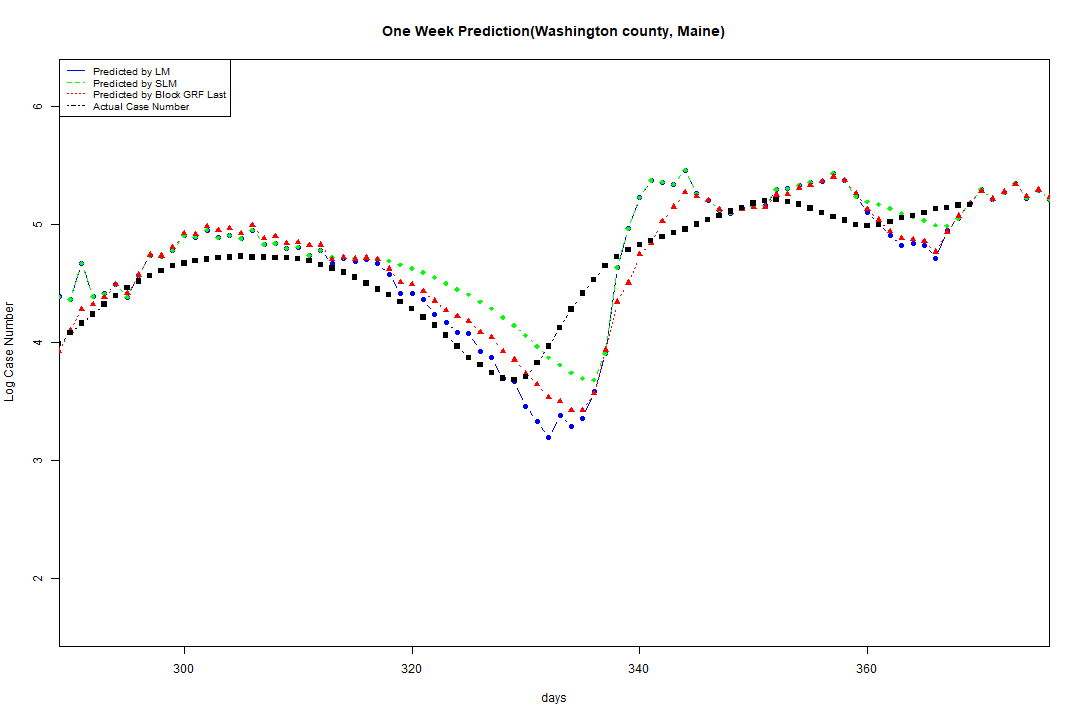 One Week Prediction(Washington county, Maine)
Predicted by LM
Predicted by SLM
Predicted by Block GRF Last
Actual Case Number
6
5
4
3
2
Log Case Number
300
320
340
360
days